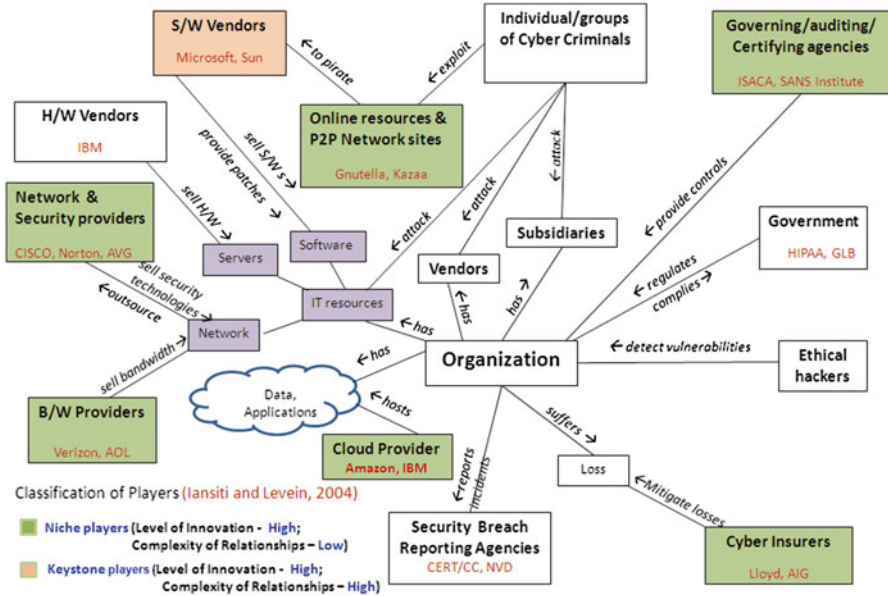 S/W Vendors
Microsoft, Sun
Individual/groups
of Cyber Criminals
Governing/auditing/
Certifying agencies
ISACA, SANS Institute
← to pirate
← exploit
H/W Vendors
IBM
Online resources &
P2P Network sites
Gnutella, Kazaa
sell S/W s →
provide patches →
sell H/W →
← attack
← attack
← attack
← provide controls
Network &
Security providers
CISCO, Norton, AVG
Software
Servers
Subsidiaries
Vendors
Government
HIPAA, GLB
← regulates
complies →
sell security
technologies →
← outsource
IT resources
Network
← has
← has
has →
Organization
← detect vulnerabilities
Ethical
hackers
sell bandwidth →
← has
Data,
Applications
← hosts
B/W Providers
Verizon, AOL
Cloud Provider
Amazon, IBM
suffers →
Loss
← reports
incidents
← Mitigate losses
Classification of Players (Iansiti and Levein, 2004)
Niche players (Level of Innovation - High;
Complexity of Relationships – Low)
Keystone players (Level of Innovation - High;
Complexity of Relationships – High)
Security Breach
Reporting Agencies
CERT/CC, NVD
Cyber Insurers
Lloyd, AIG